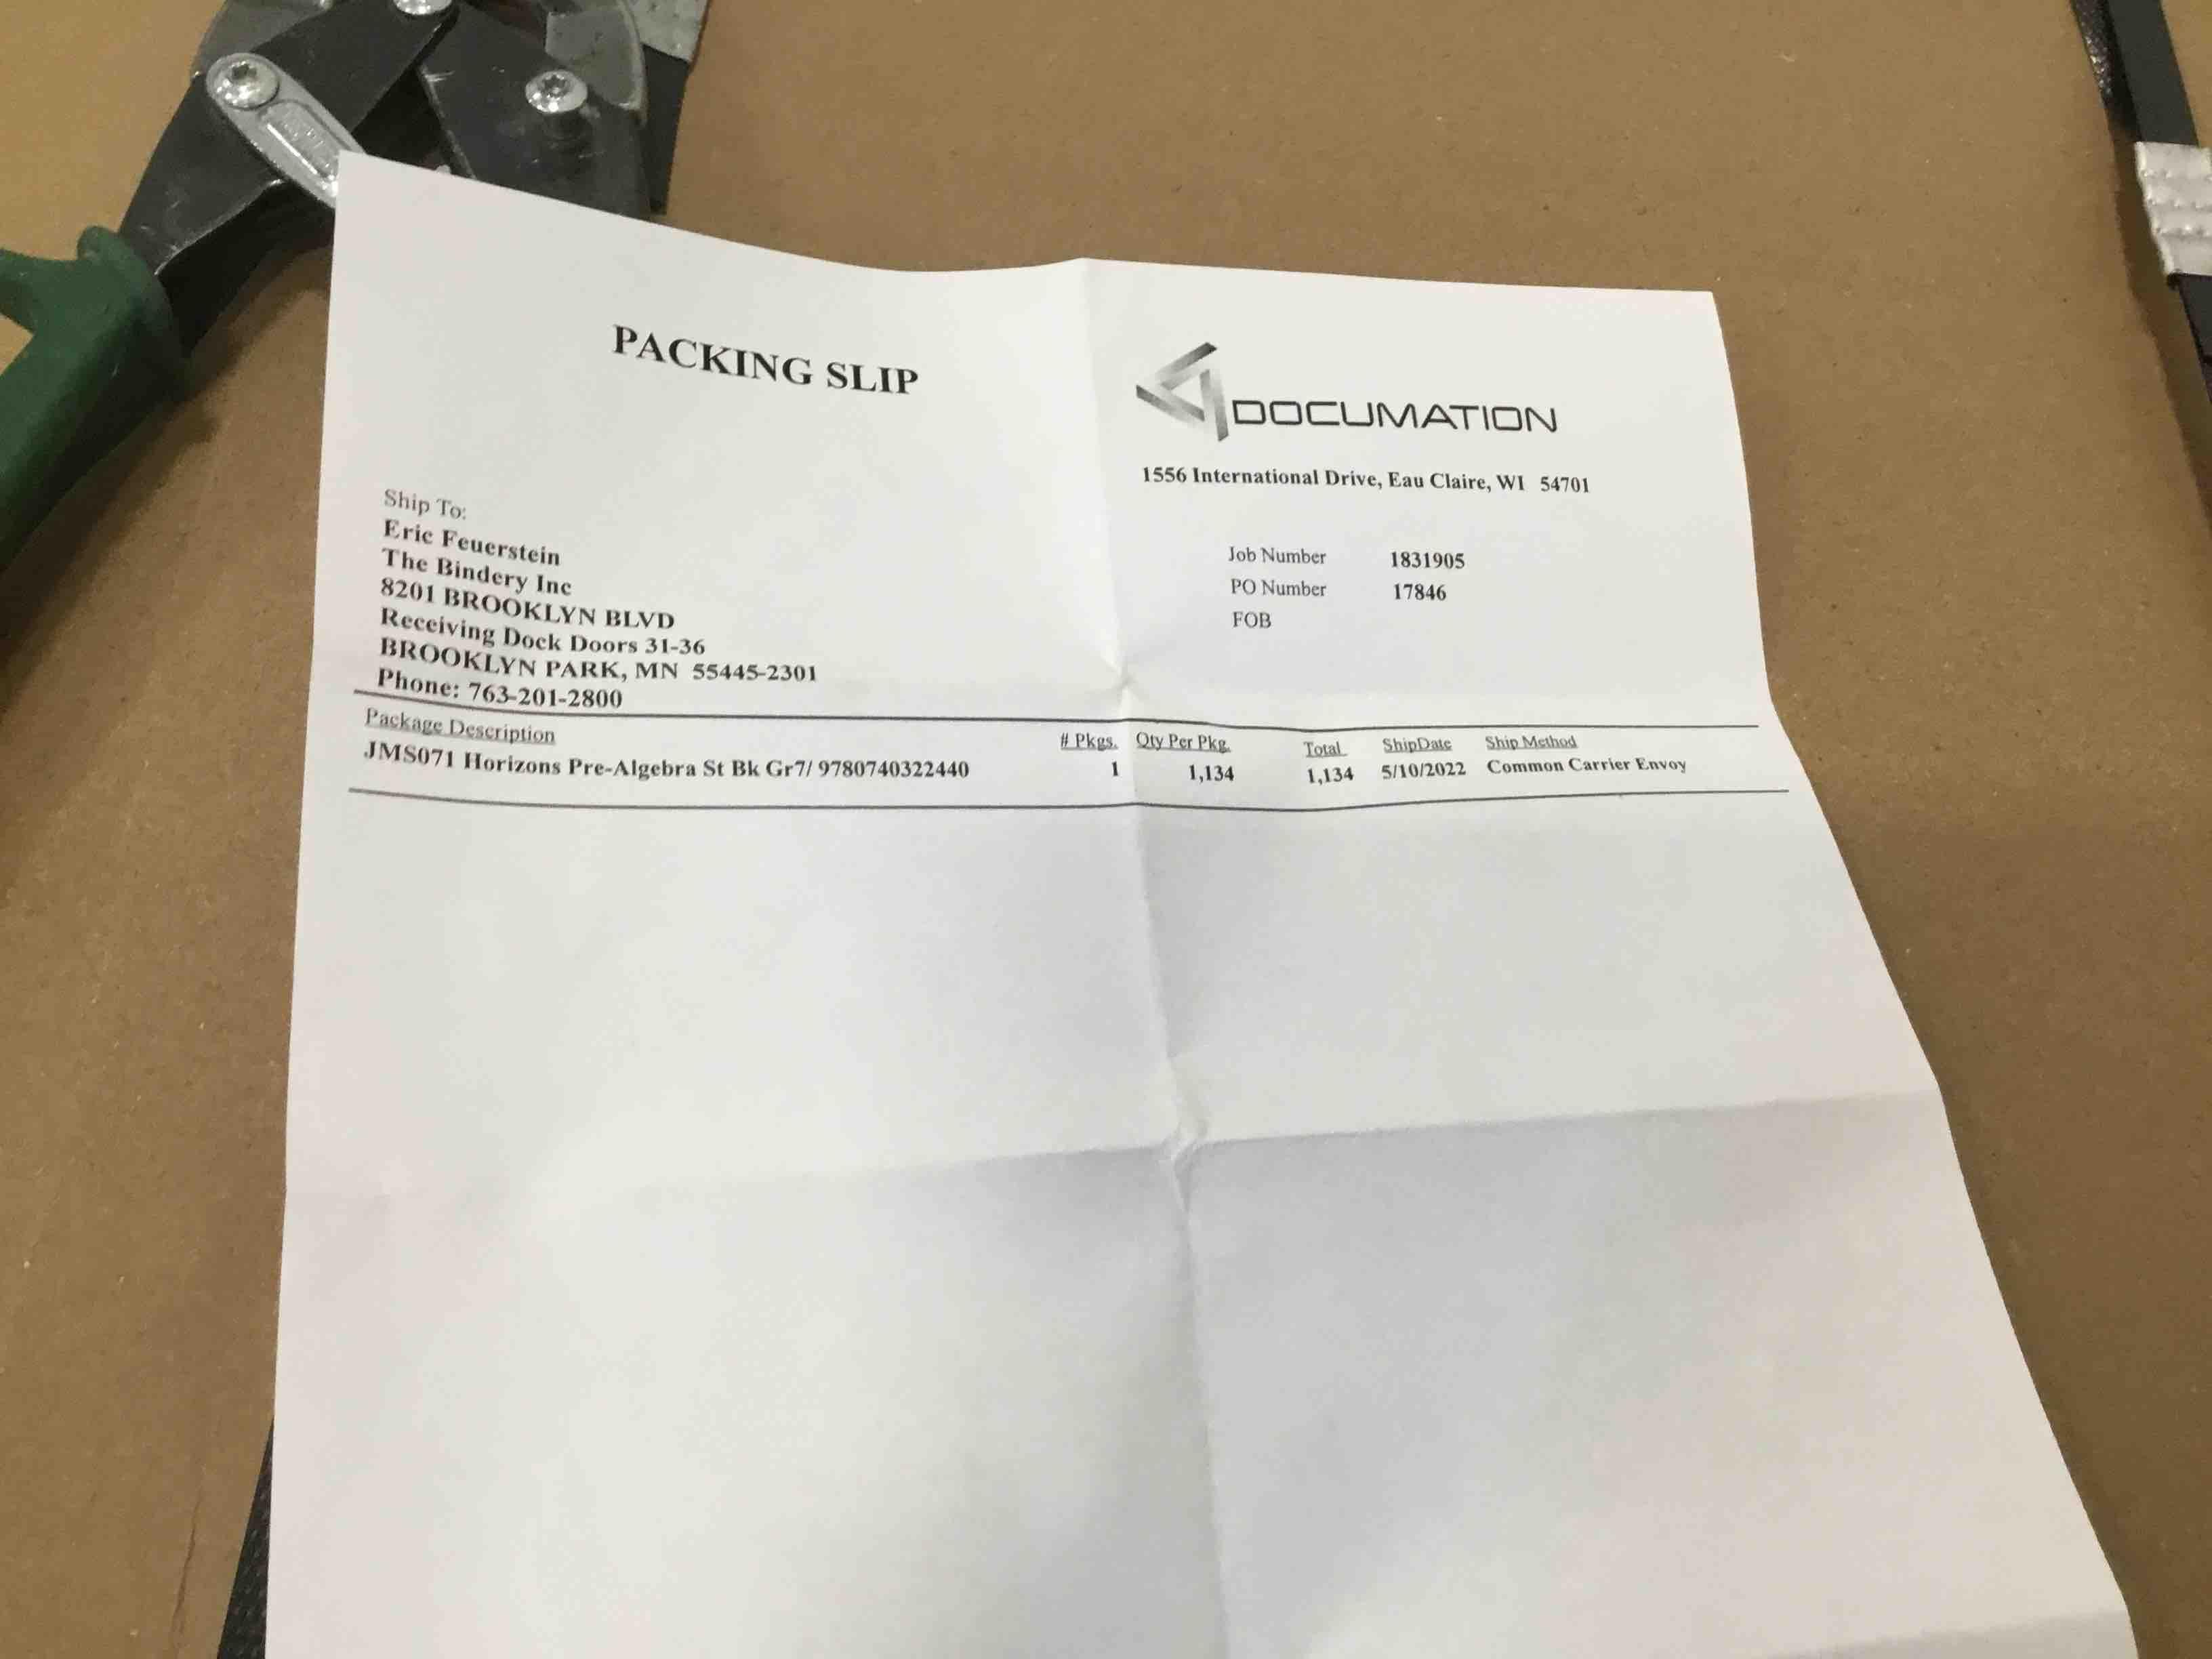 PACKING SLIP
DOCUMATION
1556 International Drive, Eau Claire, WI 54701
Ship To:
Eric Feuerstein
The Bindery Inc
8201 BROOKLYN BLVD
Receiving Dock Doors 31-36
BROOKLYN PARK, MN 55445-2301
Phone: 763-201-2800
Job Number 1831905
PO Number 17846
FOB
Package Description # Pkgs. Qty Per Pkg. Total ShipDate Ship Method
JMS071 Horizons Pre-Algebra St Bk Gr7/ 9780740322440 1 1,134 1,134 5/10/2022 Common Carrier Envoy